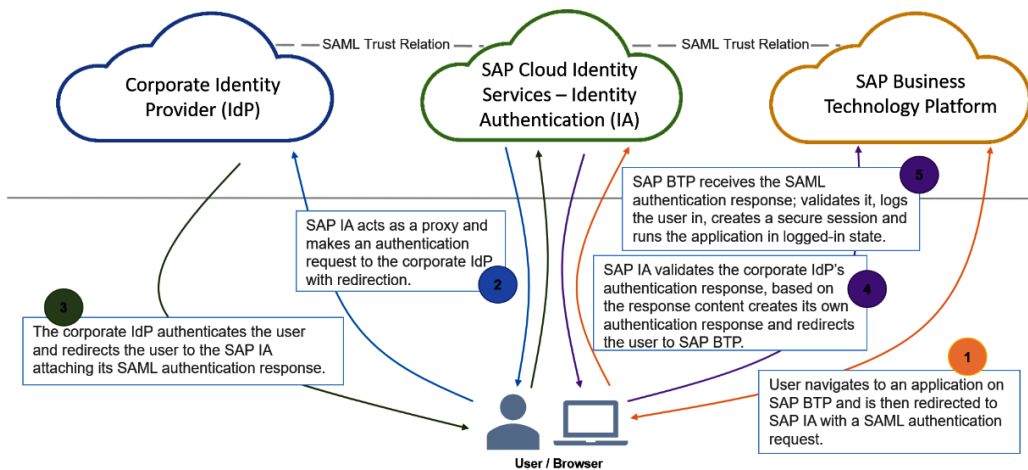 SAML Trust Relation
SAML Trust Relation
Corporate Identity
Provider (IdP)
SAP Cloud Identity
Services – Identity
Authentication (IA)
SAP Business
Technology Platform
5
SAP BTP receives the SAML
authentication response; validates it, logs
the user in, creates a secure session and
runs the application in logged-in state.
SAP IA acts as a proxy and
makes an authentication
request to the corporate IdP
with redirection.
2
SAP IA validates the corporate IdP's
authentication response, based on
the response content creates its own
authentication response and redirects
the user to SAP BTP.
4
3
The corporate IdP authenticates the user
and redirects the user to the SAP IA
attaching its SAML authentication response.
1
User navigates to an application on
SAP BTP and is then redirected to
SAP IA with a SAML authentication
request.
User / Browser